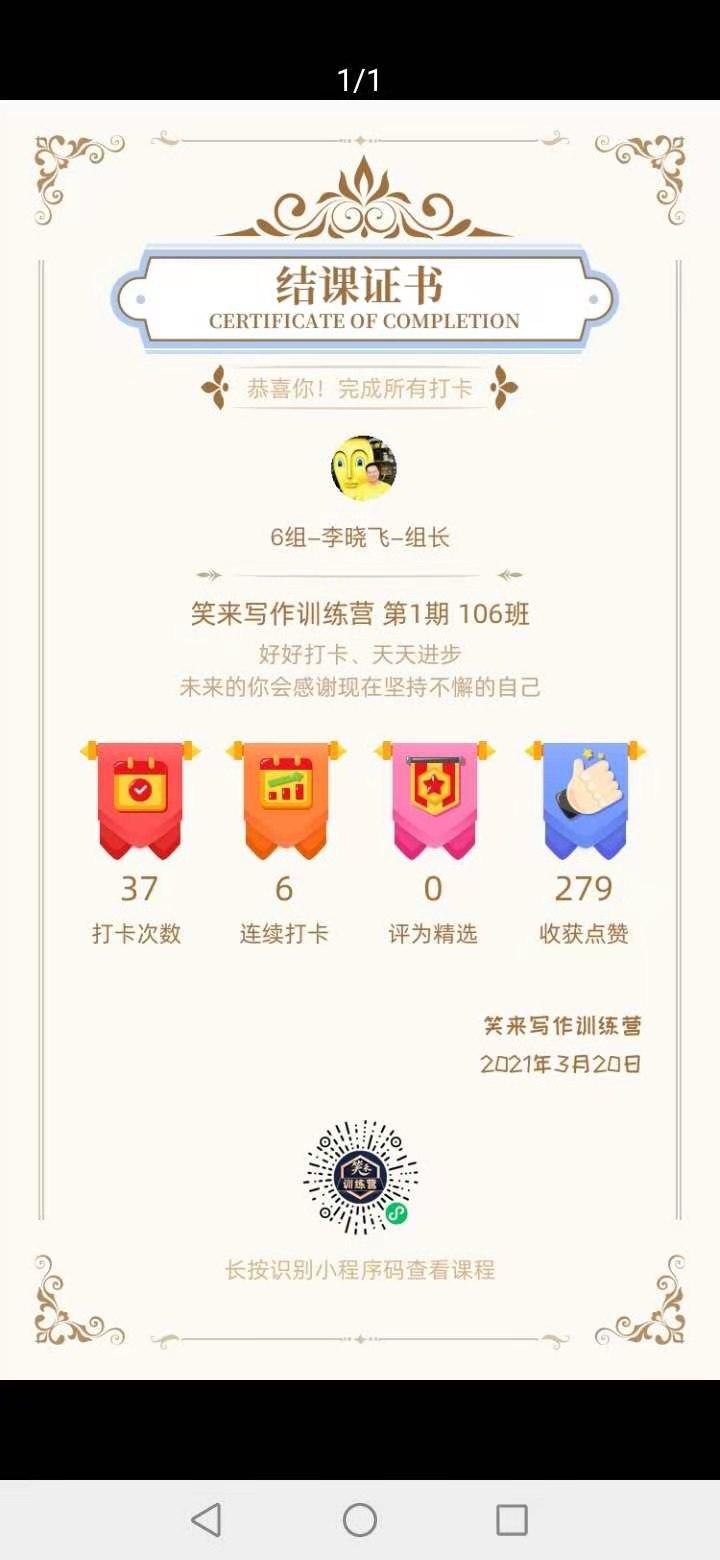 1/1
结课证书
CERTIFICATE OF COMPLETION
恭喜你！完成所有打卡
6组–李晓飞–组长
笑来写作训练营 第1期 106班
好好打卡、天天进步
未来的你会感谢现在坚持不懈的自己
37 6 0 279
打卡次数 连续打卡 评为精选 收获点赞
笑来写作训练营
2021年3月20日
笑来
训练营
长按识别小程序码查看课程